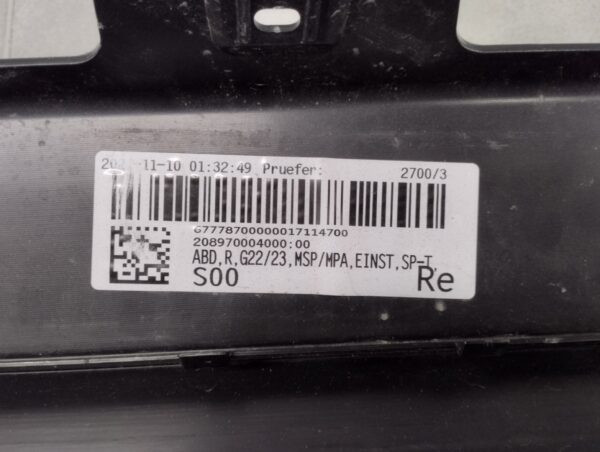 11-10 01:32:49 Pruefer: 2700/3
67778700000017114700
208970004000:00
ABD,R,G22/23,MSP/MPA,EINST,SP-T
S00 Re